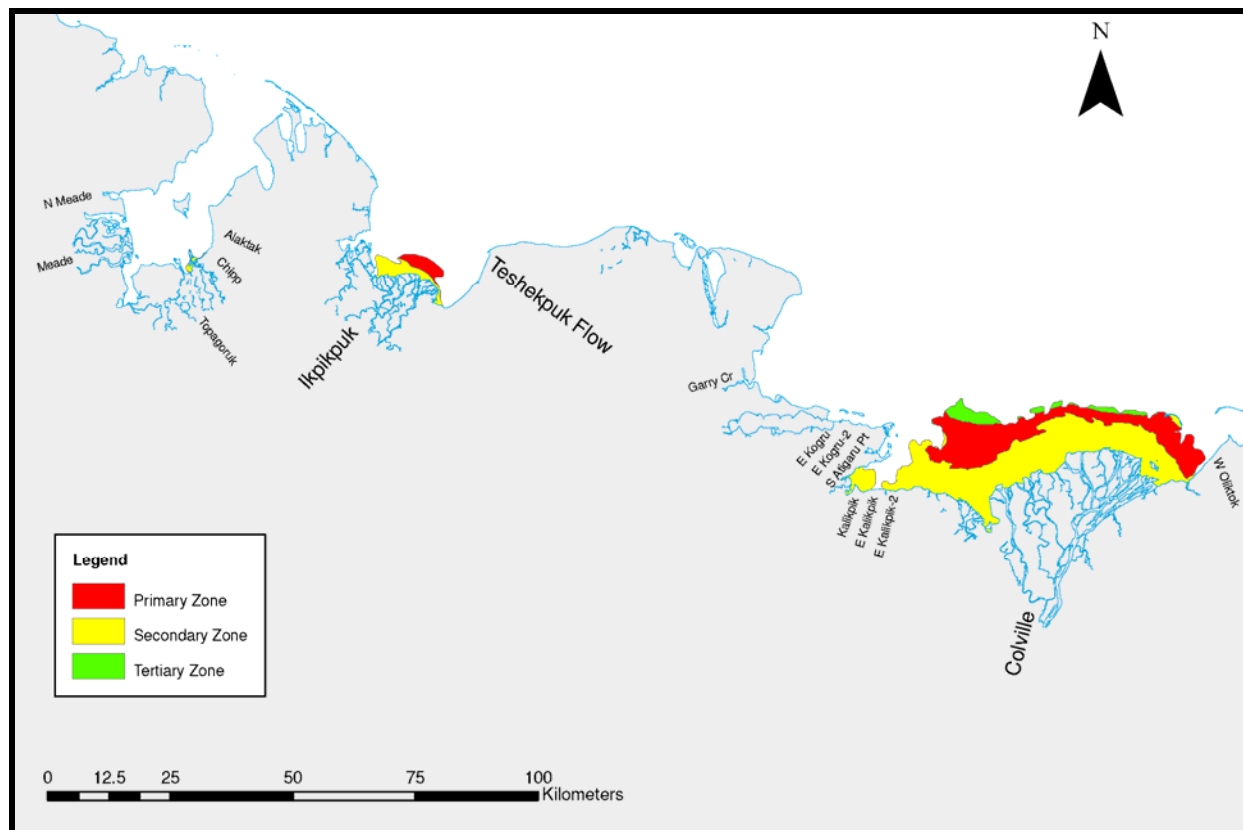 N
N Meade
Meade
Alaktak
Chipp
Topagoruk
Ikpikpuk
Teshekpuk Flow
Garry Cr
E Kogru
E Kogru-2
S Atigaru Pt
Kalikpik
E Kalikpik
E Kalikpik-2
W Oliktok
Colville
Legend
Primary Zone
Secondary Zone
Tertiary Zone
0 12.5 25 50 75 100
Kilometers